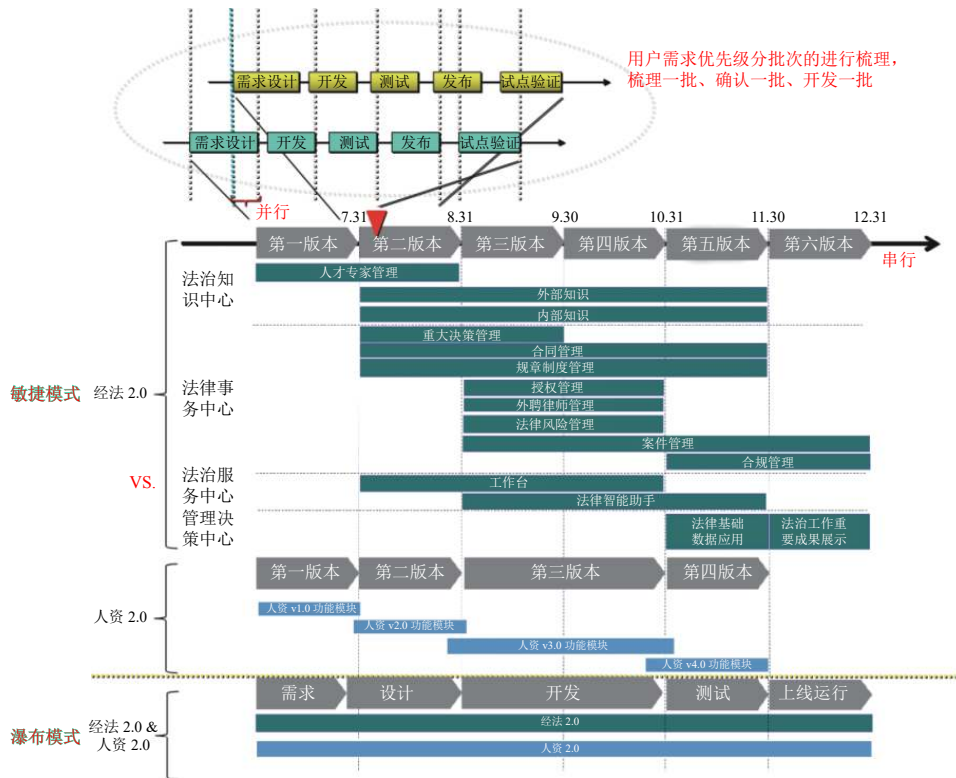 用户需求优先级分批次的进行梳理，
梳理一批、确认一批、开发一批
需求设计 开发 测试 发布 试点验证
需求设计 开发 测试 发布 试点验证
并行
7.31 8.31 9.30 10.31 11.30 12.31
第一版本 第二版本 第三版本 第四版本 第五版本 第六版本
串行
敏捷模式
VS.
经法 2.0
法治知
识中心
人才专家管理
外部知识
内部知识
法律事
务中心
重大决策管理
合同管理
规章制度管理
授权管理
外聘律师管理
法律风险管理
案件管理
合规管理
法治服
务中心
工作台
法律智能助手
管理决
策中心
法律基础
数据应用
法治工作重
要成果展示
人资 2.0
第一版本 第二版本 第三版本 第四版本
人资 v1.0 功能模块
人资 v2.0 功能模块
人资 v3.0 功能模块
人资 v4.0 功能模块
瀑布模式
经法 2.0 &
人资 2.0
需求 设计 开发 测试 上线运行
经法 2.0
人资 2.0